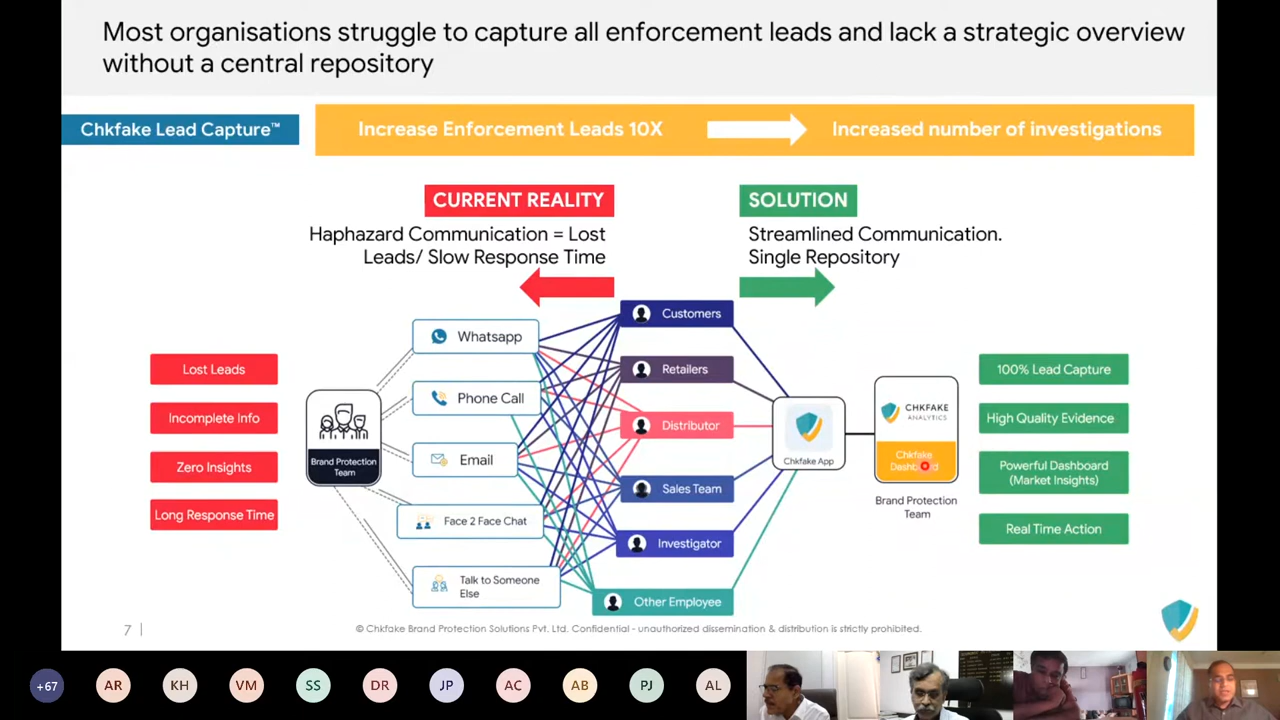 Most organisations struggle to capture all enforcement leads and lack a strategic overview
without a central repository
Chkfake Lead Capture™
Increase Enforcement Leads 10X
Increased number of investigations
CURRENT REALITY
Haphazard Communication = Lost
Leads/ Slow Response Time
SOLUTION
Streamlined Communication.
Single Repository
Lost Leads
Incomplete Info
Zero Insights
Long Response Time
Brand Protection
Team
Whatsapp
Phone Call
Email
Face 2 Face Chat
Talk to Someone
Else
Customers
Retailers
Distributor
Sales Team
Investigator
Other Employee
Chkfake App
CHKFAKE
ANALYTICS
Chkfake
Brand Protection
Team
100% Lead Capture
High Quality Evidence
Powerful Dashboard
(Market Insights)
Real Time Action
7
© Chkfake Brand Protection Solutions Pvt. Ltd. Confidential - unauthorized dissemination & distribution is strictly prohibited.
+67
AR
KH
VM
SS
DR
JP
AC
AB
PJ
AL